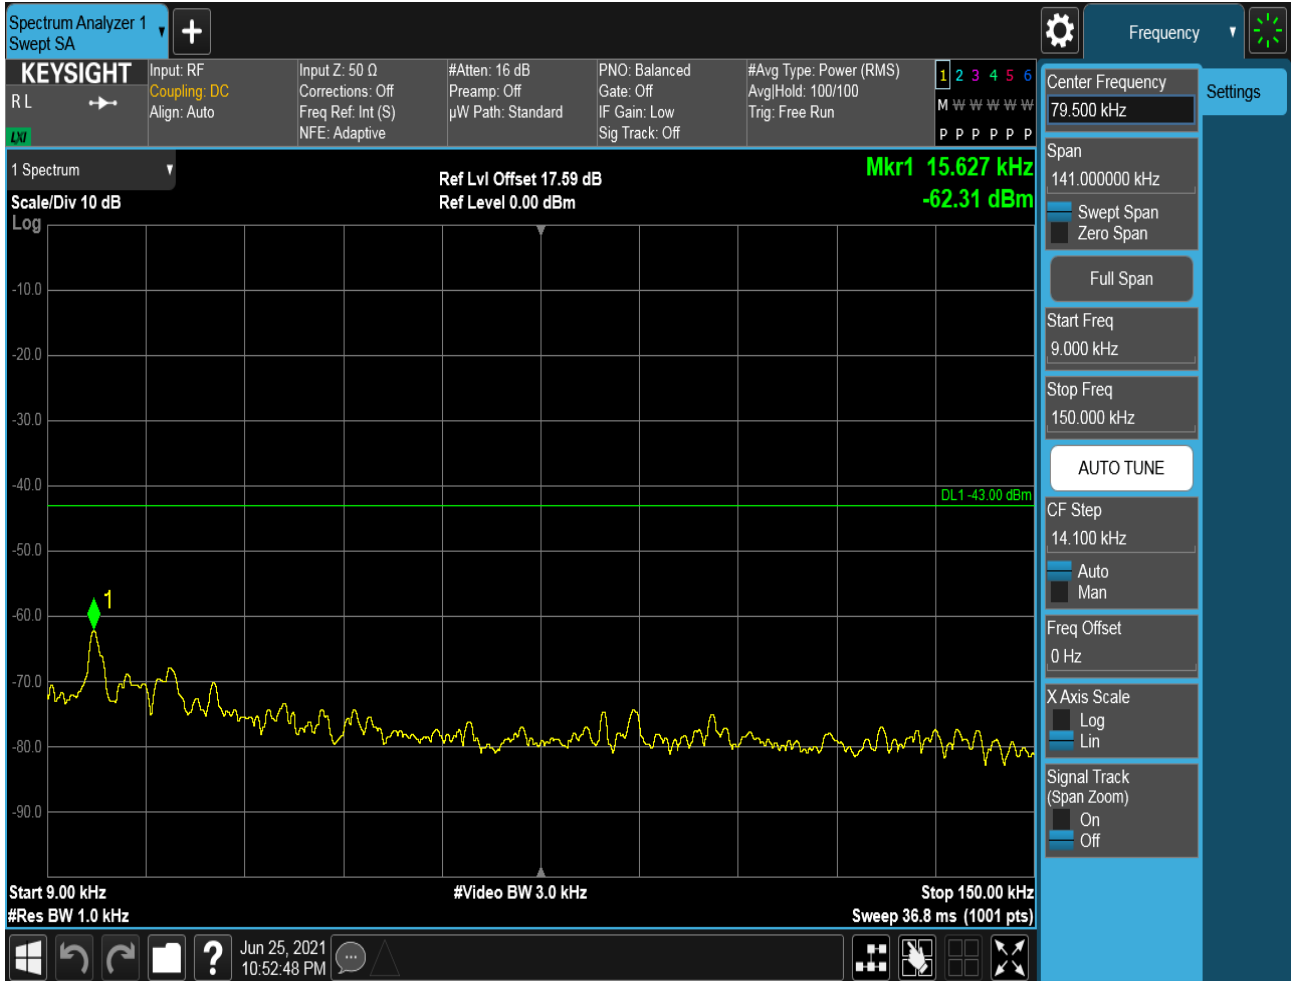 Spectrum Analyzer 1
Swept SA
+
Frequency
KEYSIGHT
R L
LXI
Input: RF
Coupling: DC
Align: Auto
Input Z: 50 Ω
Corrections: Off
Freq Ref: Int (S)
NFE: Adaptive
#Atten: 16 dB
Preamp: Off
µW Path: Standard
PNO: Balanced
Gate: Off
IF Gain: Low
Sig Track: Off
#Avg Type: Power (RMS)
Avg|Hold: 100/100
Trig: Free Run
1 2 3 4 5 6
M W W W W W
P P P P P P
1 Spectrum
Scale/Div 10 dB
Log
Ref Lvl Offset 17.59 dB
Ref Level 0.00 dBm
Mkr1 15.627 kHz
-62.31 dBm
-10.0
-20.0
-30.0
-40.0
DL1 -43.00 dBm
-50.0
1
-60.0
-70.0
-80.0
-90.0
Start 9.00 kHz
#Video BW 3.0 kHz
Stop 150.00 kHz
#Res BW 1.0 kHz
Sweep 36.8 ms (1001 pts)
?
Jun 25, 2021
10:52:48 PM
Center Frequency
79.500 kHz
Settings
Span
141.000000 kHz
Swept Span
Zero Span
Full Span
Start Freq
9.000 kHz
Stop Freq
150.000 kHz
AUTO TUNE
CF Step
14.100 kHz
Auto
Man
Freq Offset
0 Hz
X Axis Scale
Log
Lin
Signal Track
(Span Zoom)
On
Off